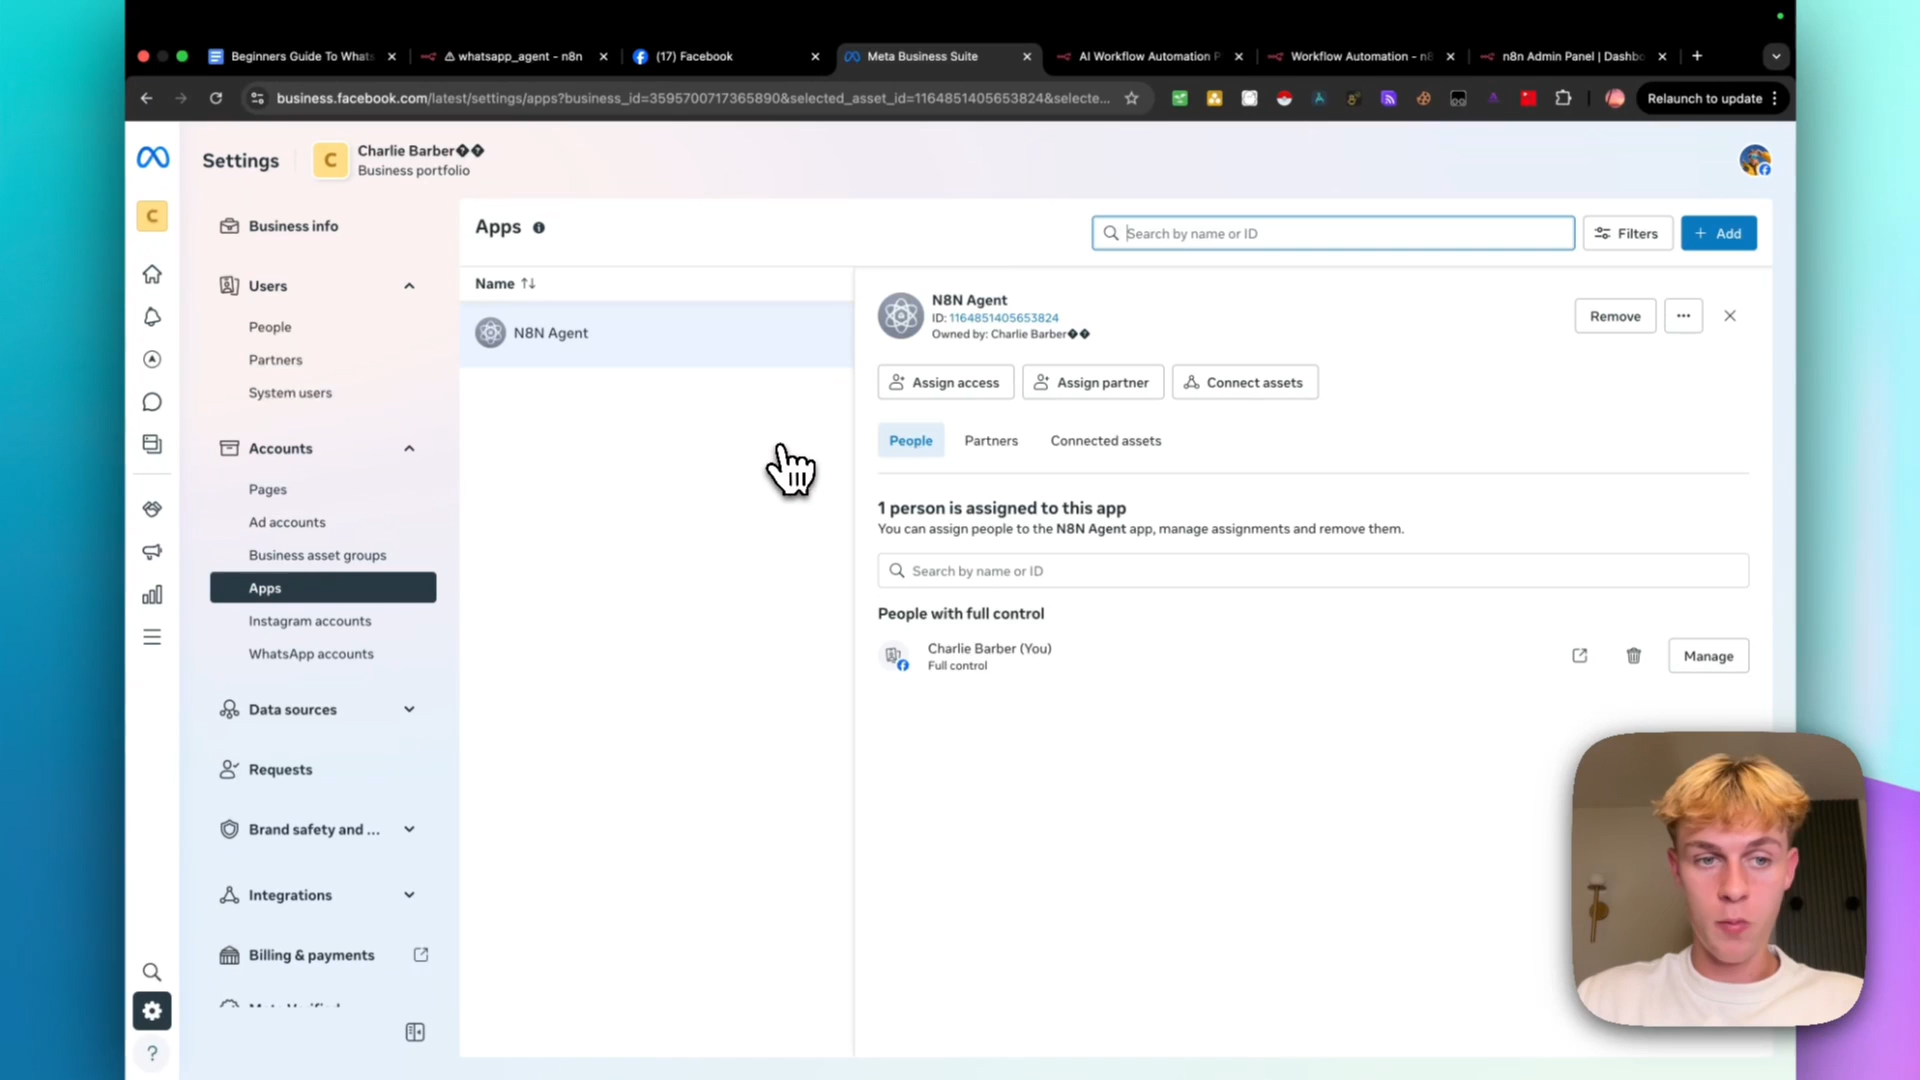 Beginners Guide To Whats
⚠ whatsapp_agent - n8n
(17) Facebook
Meta Business Suite
AI Workflow Automation P
Workflow Automation - n8
n8n Admin Panel | Dashbo
business.facebook.com/latest/settings/apps?business_id=3595700717365890&selected_asset_id=1164851405653824&selecte...
Relaunch to update
Settings
C
Charlie Barber��
Business portfolio
C
Business info
Users
People
Partners
System users
Accounts
Pages
Ad accounts
Business asset groups
Apps
Instagram accounts
WhatsApp accounts
Data sources
Requests
Brand safety and ...
Integrations
Billing & payments
Apps
Search by name or ID
Filters
+ Add
Name
N8N Agent
N8N Agent
ID: 1164851405653824
Owned by: Charlie Barber��
Remove
Assign access
Assign partner
Connect assets
People
Partners
Connected assets
1 person is assigned to this app
You can assign people to the N8N Agent app, manage assignments and remove them.
Search by name or ID
People with full control
Charlie Barber (You)
Full control
Manage